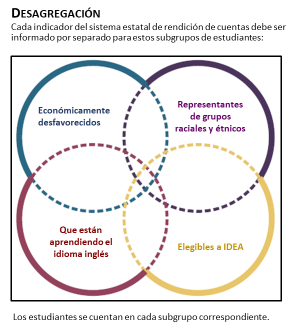 DESAGREGACIÓN
Cada indicador del sistema estatal de rendición de cuentas debe ser
informado por separado para estos subgrupos de estudiantes:
Económicamente
desfavorecidos
Representantes
de grupos
raciales y étnicos
Que están
aprendiendo el
idioma inglés
Elegibles a IDEA
Los estudiantes se cuentan en cada subgrupo correspondiente.